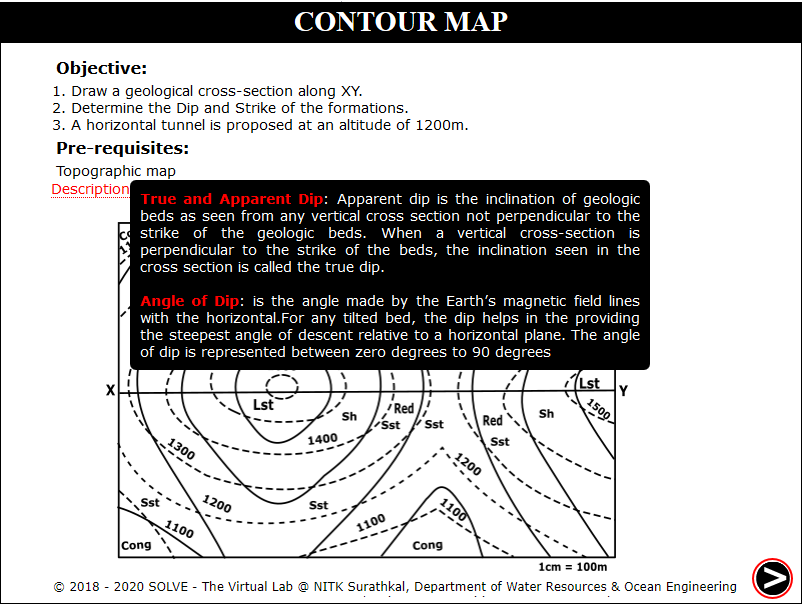 CONTOUR MAP
Objective:
1. Draw a geological cross-section along XY.
2. Determine the Dip and Strike of the formations.
3. A horizontal tunnel is proposed at an altitude of 1200m.
Pre-requisites:
Topographic map
Description
True and Apparent Dip: Apparent dip is the inclination of geologic
beds as seen from any vertical cross section not perpendicular to the
strike of the geologic beds. When a vertical cross-section is
perpendicular to the strike of the beds, the inclination seen in the
cross section is called the true dip.
Angle of Dip: is the angle made by the Earth's magnetic field lines
with the horizontal.For any tilted bed, the dip helps in the providing
the steepest angle of descent relative to a horizontal plane. The angle
of dip is represented between zero degrees to 90 degrees
X
Lst
Y
Lst
Red
Sst
1500
Sh
Sst
Red
Sst
Sh
1400
1300
1200
Sst
1200
Sst
1100
1100
1100
Cong
Cong
1cm = 100m
© 2018 - 2020 SOLVE - The Virtual Lab @ NITK Surathkal, Department of Water Resources & Ocean Engineering